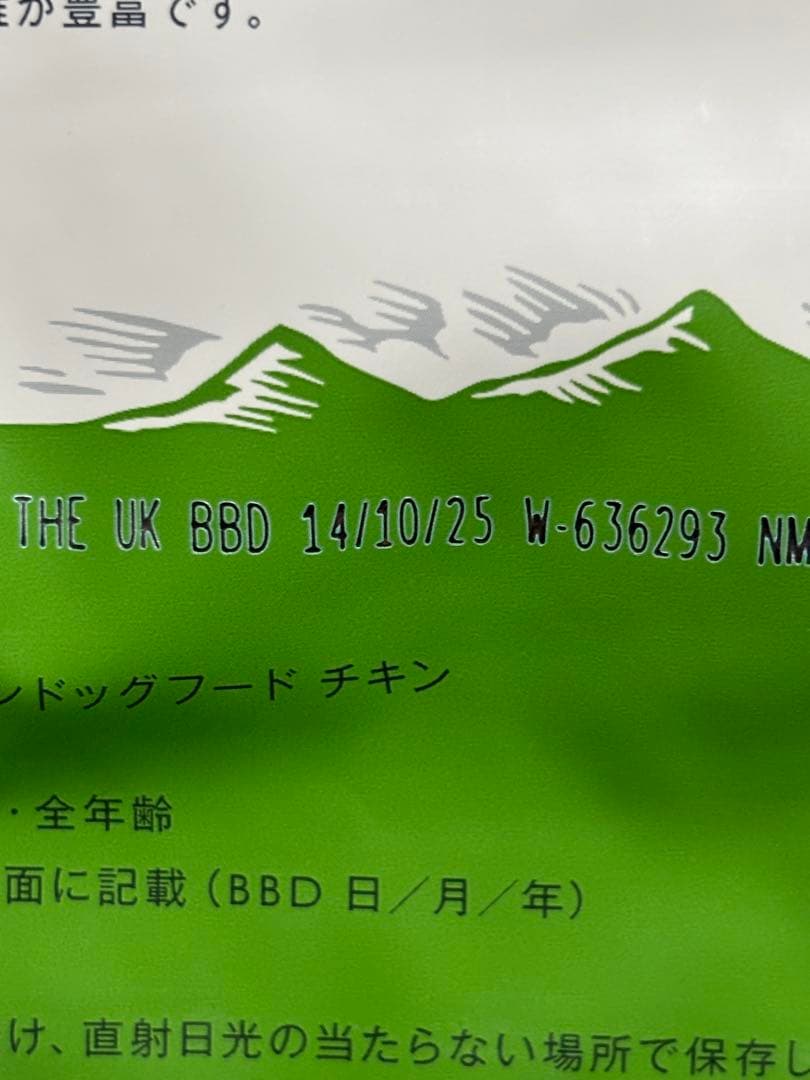 が豊富です。
THE UK BBD 14/10/25 W-636293 NM
ンドッグフード チキン
・全年齢
面に記載（BBD 日／月／年）
け、直射日光の当たらない場所で保存し